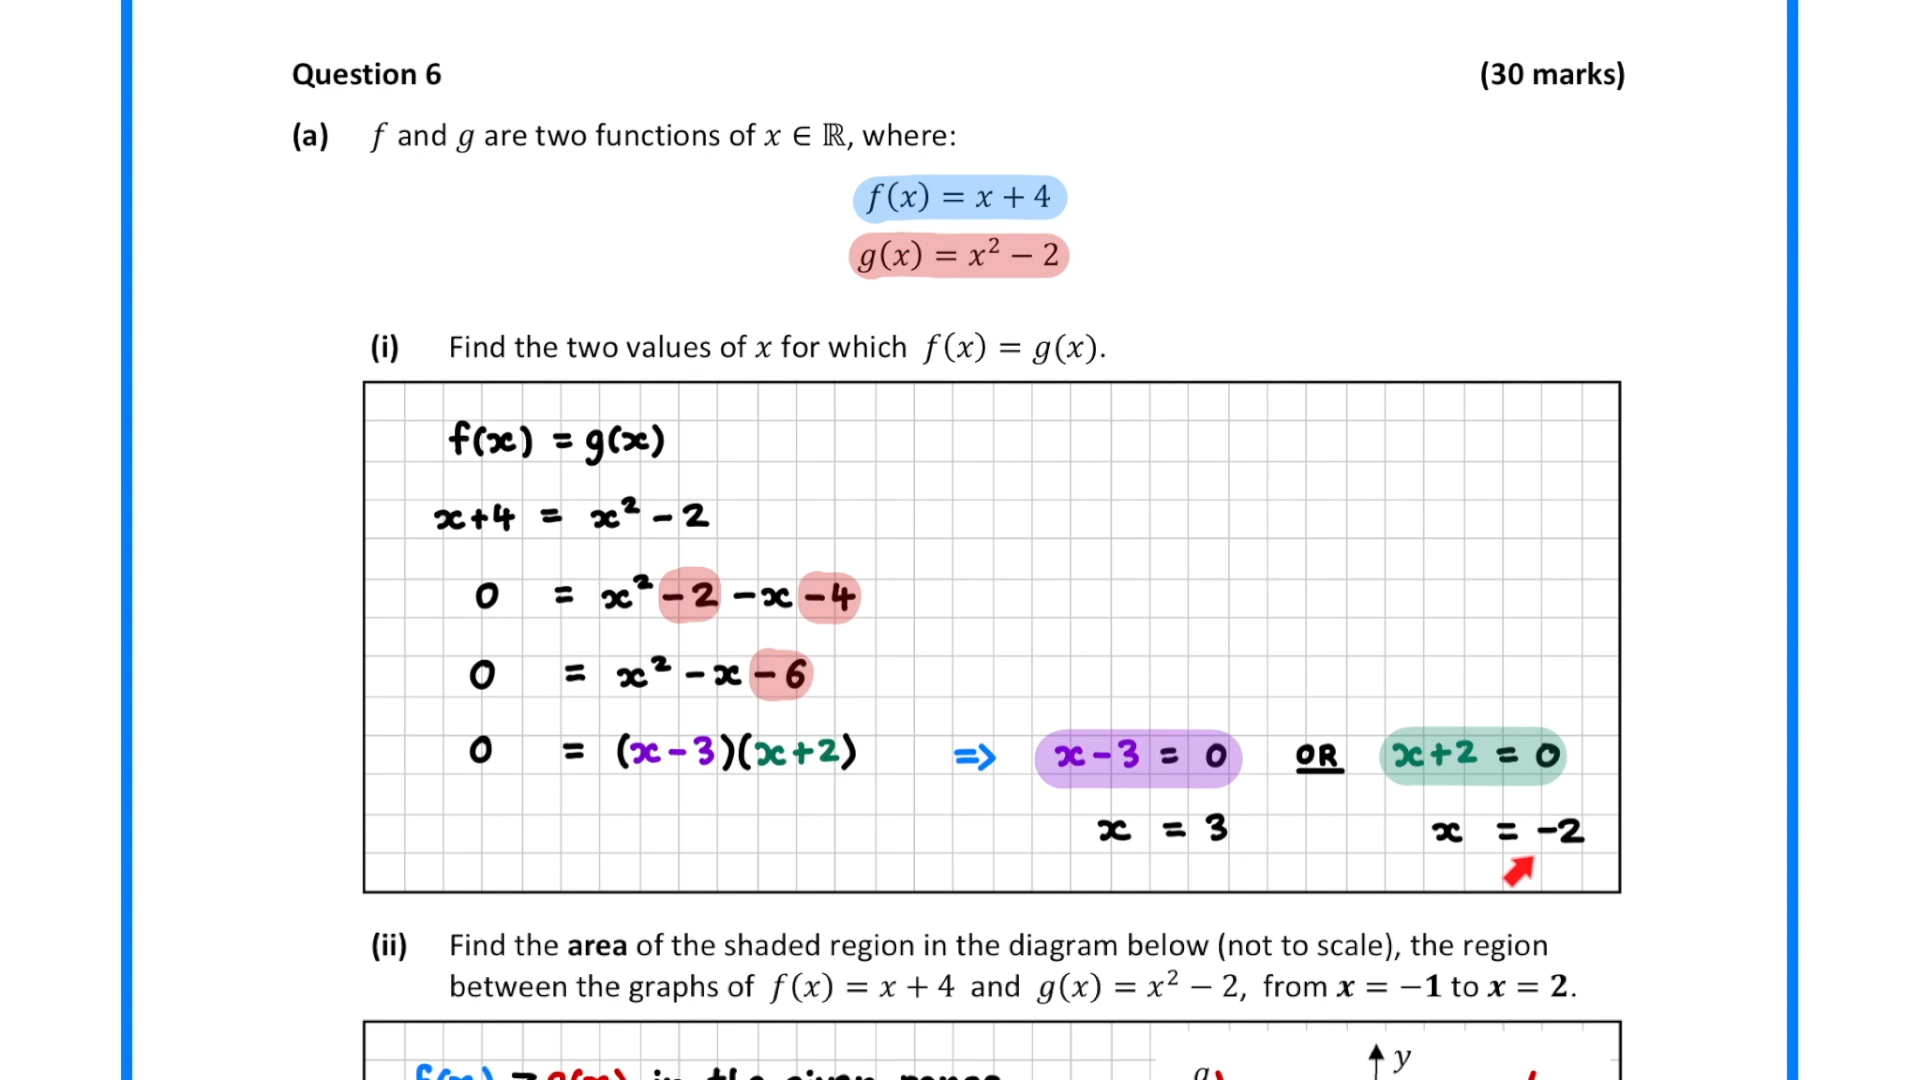 Question 6 (30 marks)
(a) f and g are two functions of x ∈ ℝ, where:
f(x) = x + 4
g(x) = x² − 2
(i) Find the two values of x for which f(x) = g(x).
f(x) = g(x)
x+4 = x² − 2
0 = x² − 2 − x − 4
0 = x² − x − 6
0 = (x−3)(x+2) ⇒ x−3 = 0 OR x+2 = 0
x = 3 x = −2
(ii) Find the area of the shaded region in the diagram below (not to scale), the region
between the graphs of f(x) = x + 4 and g(x) = x² − 2, from x = −1 to x = 2.
y